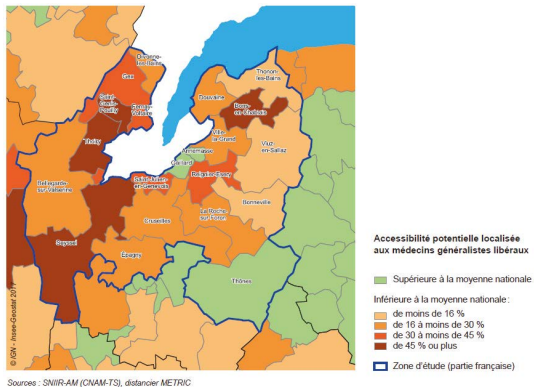 Divonne-les-Bains
Gex
Saint-Genis-Pouilly
Ferney-Voltaire
Thoiry
Thonon-les-Bains
Douvaine
Bons-en-Chablais
Ville-la-Grand
Annemasse
Gaillard
Viuz-en-Sallaz
Saint-Julien-en-Genevois
Reignier-Esery
Bellegarde-sur-Valserine
Bonneville
La Roche-sur-Foron
Cruseilles
Seyssel
Epagny
Thônes
© IGN - Insee-Geostat 2011
Accessibilité potentielle localisée
aux médecins généralistes libéraux
Supérieure à la moyenne nationale
Inférieure à la moyenne nationale :
de moins de 16 %
de 16 à moins de 30 %
de 30 à moins de 45 %
de 45 % ou plus
Zone d'étude (partie française)
Sources : SNIIR-AM (CNAM-TS), distancier METRIC